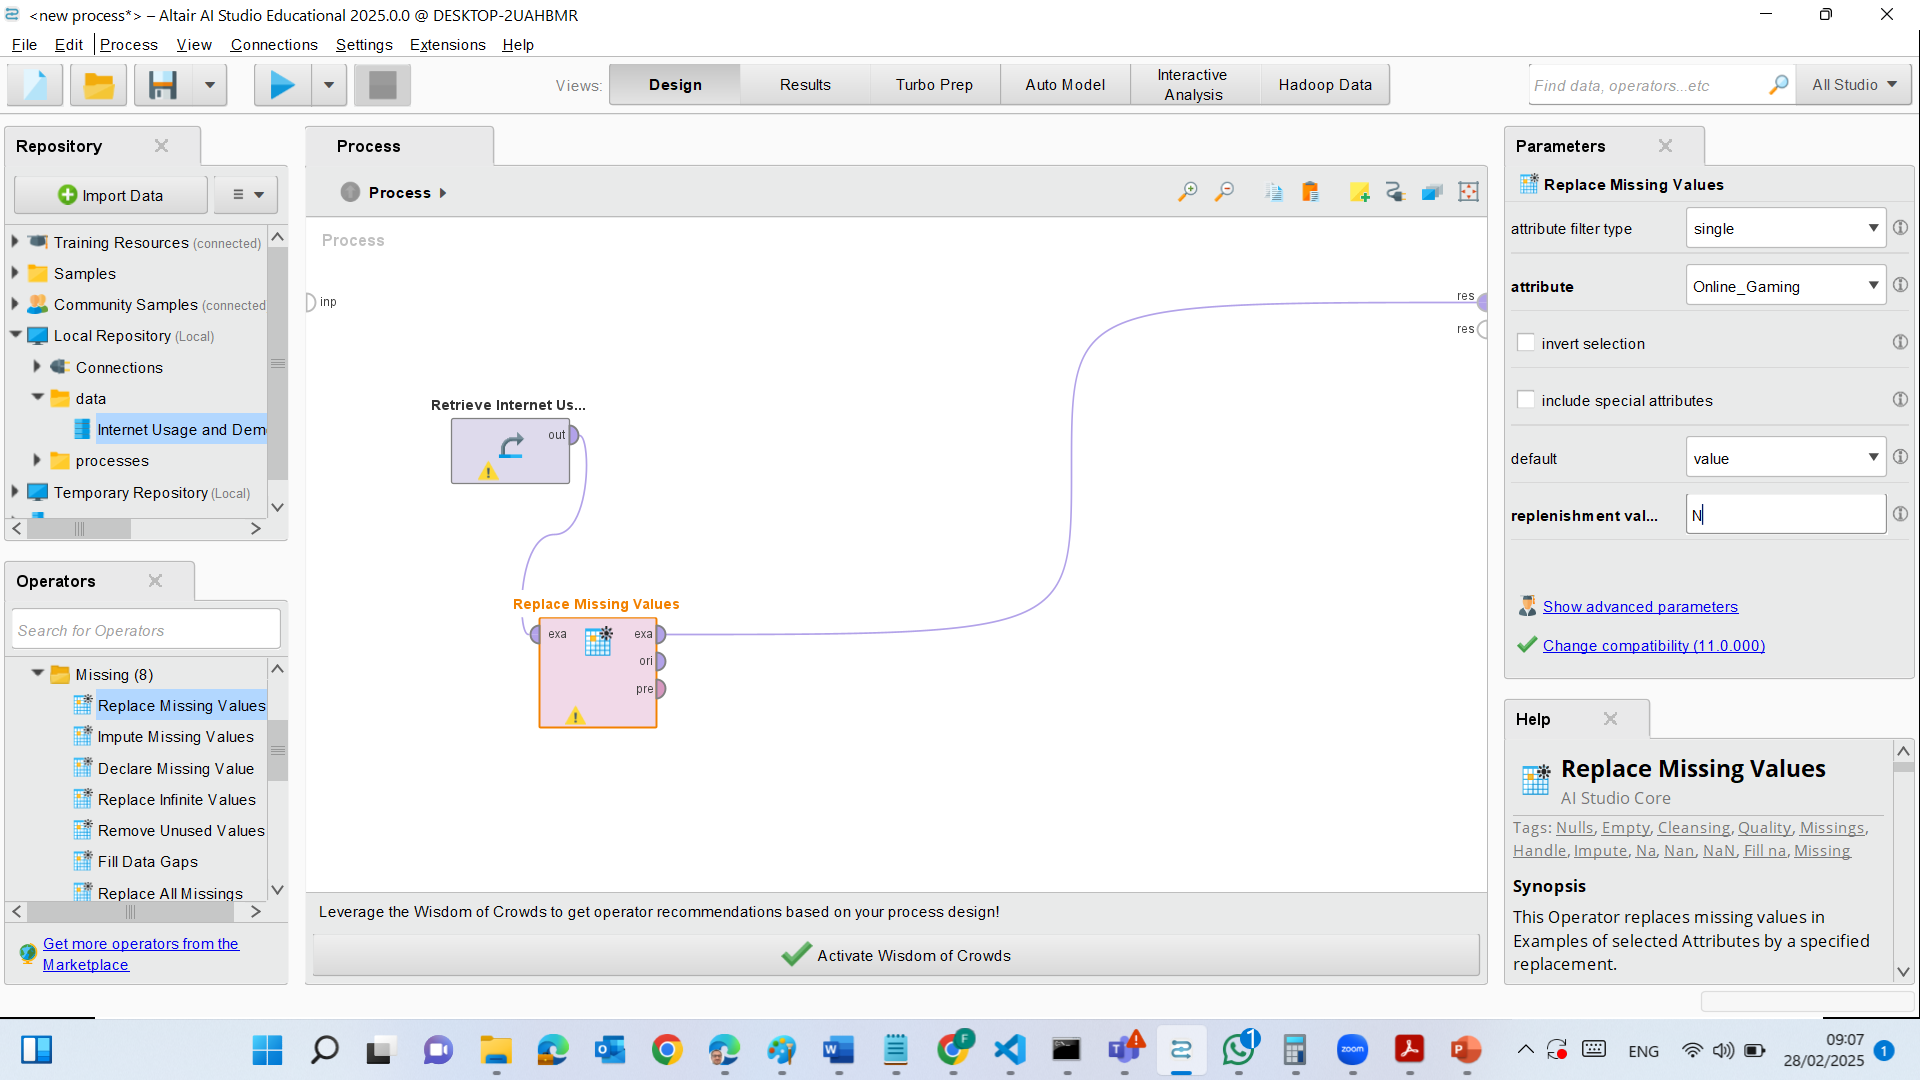 <new process*> – Altair AI Studio Educational 2025.0.0 @ DESKTOP-2UAHBMR
File Edit Process View Connections Settings Extensions Help
Views: Design Results Turbo Prep Auto Model Interactive Analysis Hadoop Data
Find data, operators...etc All Studio
Repository
Import Data
Training Resources (connected)
Samples
Community Samples (connected
Local Repository (Local)
Connections
data
Internet Usage and Dem
processes
Temporary Repository (Local)
Operators
Search for Operators
Missing (8)
Replace Missing Values
Impute Missing Values
Declare Missing Value
Replace Infinite Values
Remove Unused Values
Fill Data Gaps
Replace All Missings
Get more operators from the
Marketplace
Process
Process
Process
inp
res
res
Retrieve Internet Us...
out
Replace Missing Values
exa exa
ori
pre
Leverage the Wisdom of Crowds to get operator recommendations based on your process design!
Activate Wisdom of Crowds
Parameters
Replace Missing Values
attribute filter type single
attribute Online_Gaming
invert selection
include special attributes
default value
replenishment val... N
Show advanced parameters
Change compatibility (11.0.000)
Help
Replace Missing Values
AI Studio Core
Tags: Nulls, Empty, Cleansing, Quality, Missings,
Handle, Impute, Na, Nan, NaN, Fill na, Missing
Synopsis
This Operator replaces missing values in
Examples of selected Attributes by a specified
replacement.
F
1
zoom
ENG
09:07
28/02/2025
1